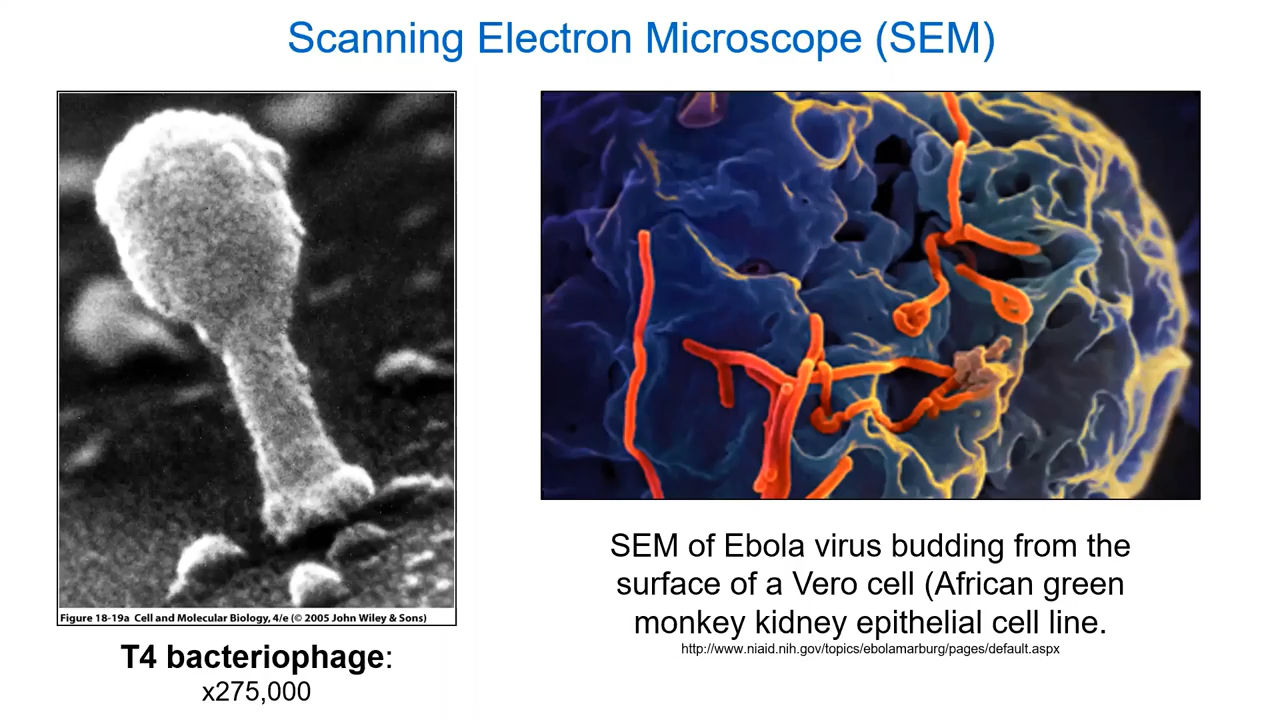 Scanning Electron Microscope (SEM)
Figure 18-19a Cell and Molecular Biology, 4/e (© 2005 John Wiley & Sons)
T4 bacteriophage:
x275,000
SEM of Ebola virus budding from the
surface of a Vero cell (African green
monkey kidney epithelial cell line.
http://www.niaid.nih.gov/topics/ebolamarburg/pages/default.aspx